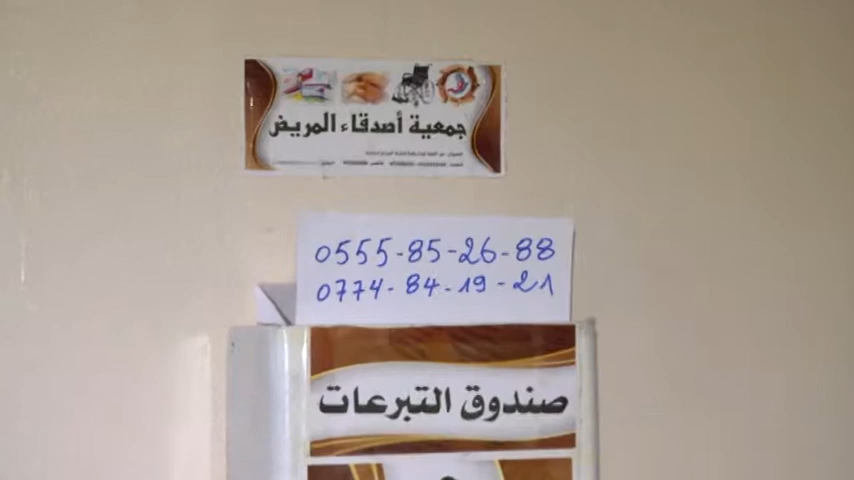 جمعية أصدقاء المريض
0555-85-26-88
0774-84-19-21
صندوق التبرعات